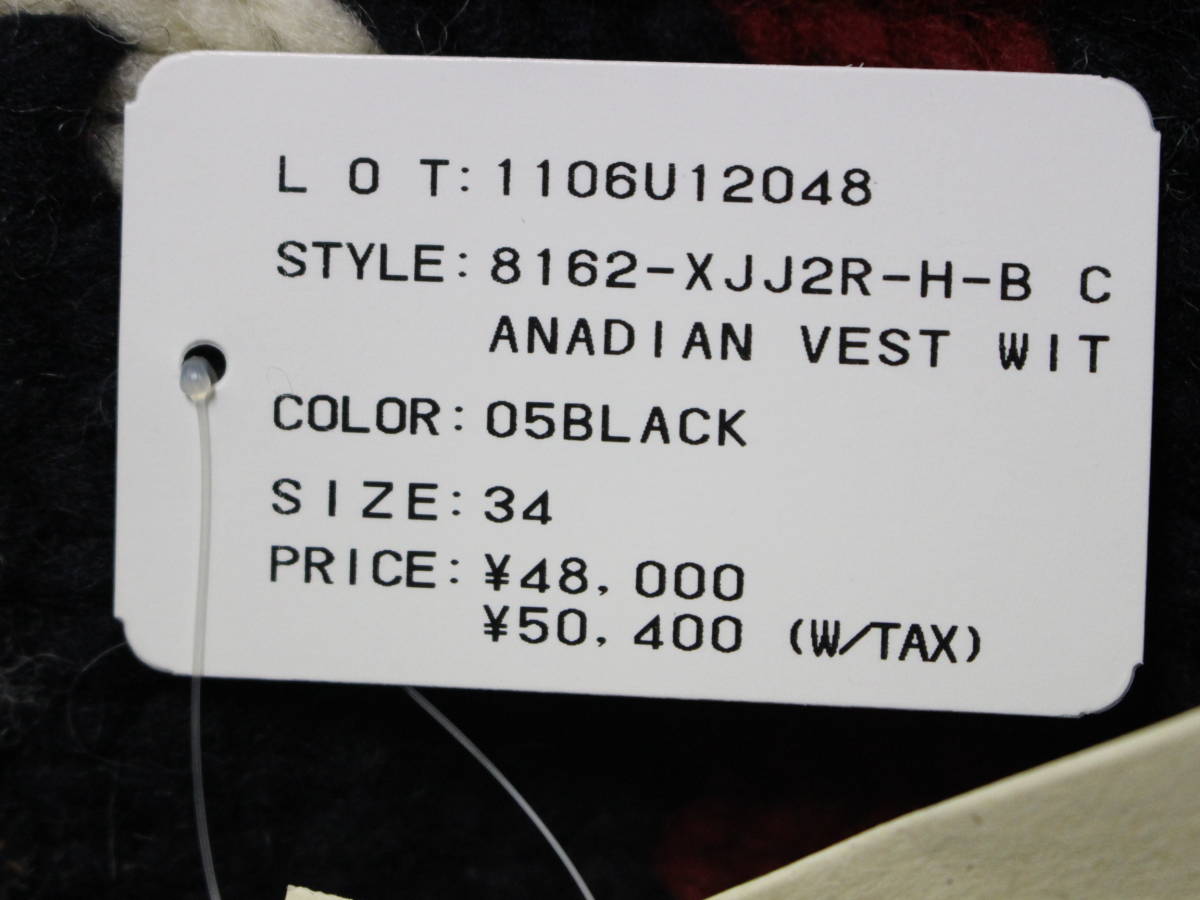 L O T: 1106U12048
STYLE: 8162-XJJ2R-H-B C
ANADIAN VEST WIT
COLOR: 05BLACK
SIZE: 34
PRICE: ¥48,000
¥50,400 (W/TAX)